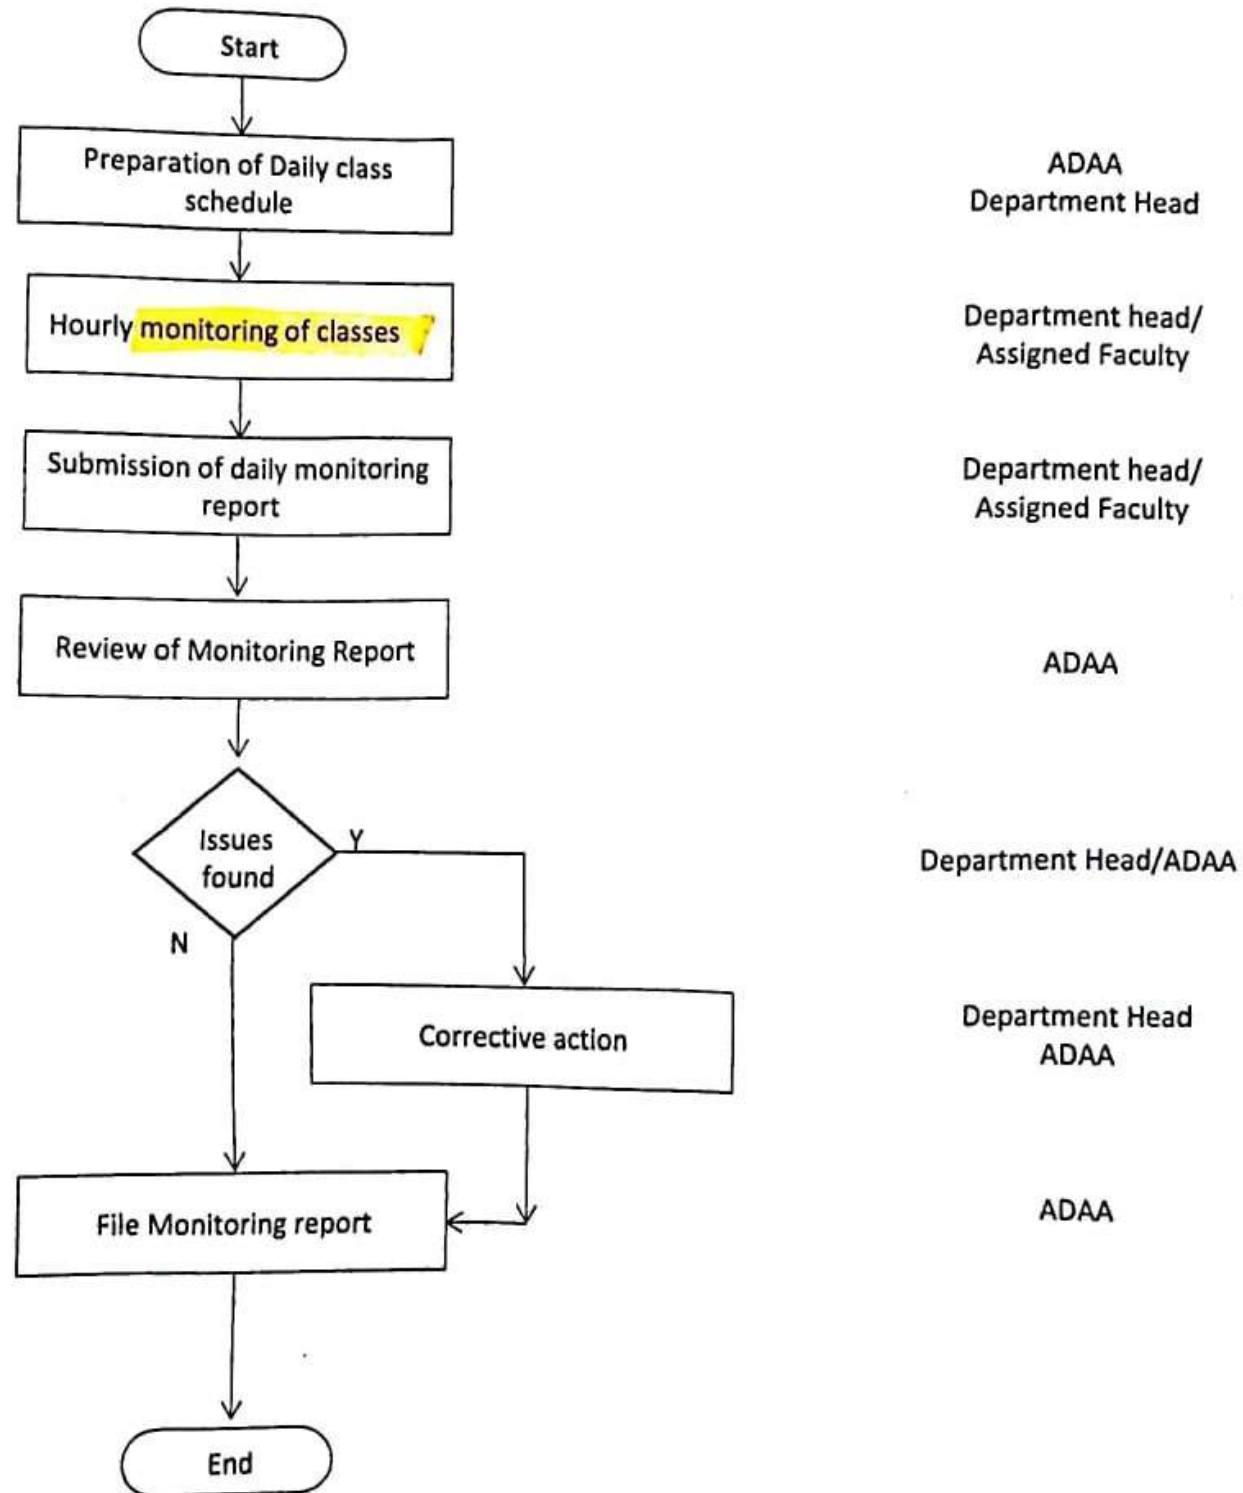 Start
Preparation of Daily class
schedule
ADAA
Department Head
Hourly monitoring of classes
Department head/
Assigned Faculty
Submission of daily monitoring
report
Department head/
Assigned Faculty
Review of Monitoring Report
ADAA
Issues
found
Y
N
Department Head/ADAA
Corrective action
Department Head
ADAA
File Monitoring report
ADAA
End